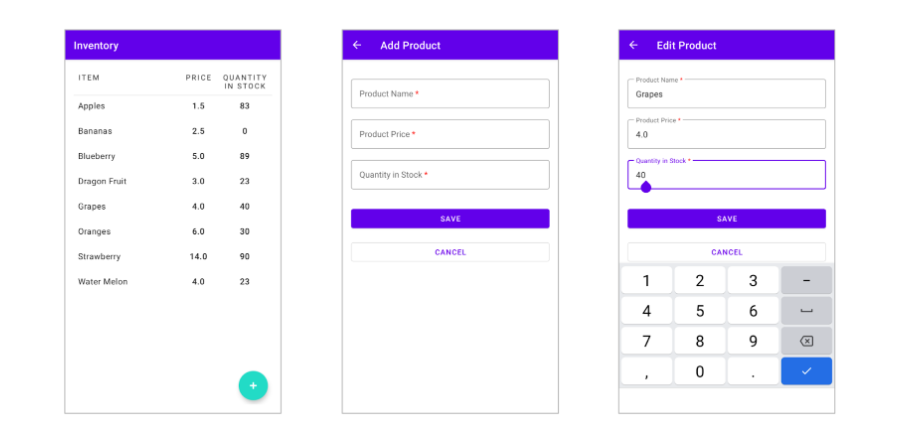 Inventory
ITEM PRICE QUANTITY
IN STOCK
Apples 1.5 83
Bananas 2.5 0
Blueberry 5.0 89
Dragon Fruit 3.0 23
Grapes 4.0 40
Oranges 6.0 30
Strawberry 14.0 90
Water Melon 4.0 23
+
← Add Product
Product Name *
Product Price *
Quantity in Stock *
SAVE
CANCEL
← Edit Product
Product Name *
Grapes
Product Price *
4.0
Quantity in Stock *
40
SAVE
CANCEL
1 2 3 –
4 5 6
7 8 9
, 0 .